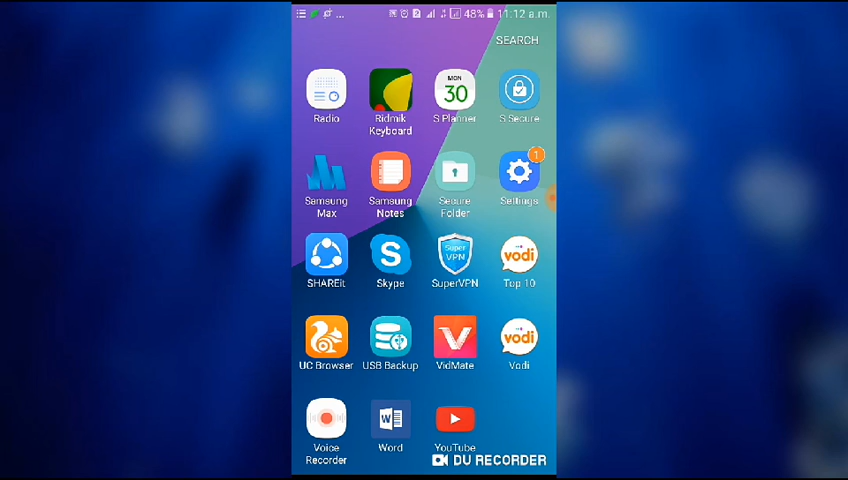 48% 11:12 a.m.
SEARCH
MON
30
Radio
Ridmik
Keyboard
S Planner
S Secure
1
Samsung
Max
Samsung
Notes
Secure
Folder
Settings
S
Super
VPN
vodi
SHAREit
Skype
SuperVPN
Top 10
vodi
UC Browser
USB Backup
VidMate
Vodi
W
Voice
Recorder
Word
YouTube
DU RECORDER